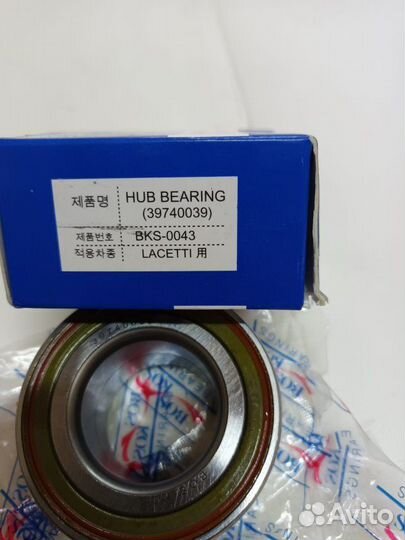 제품명 HUB BEARING
(39740039)
제품번호 BKS-0043
적용차종 LACETTI 用
BEARINGS
Avito